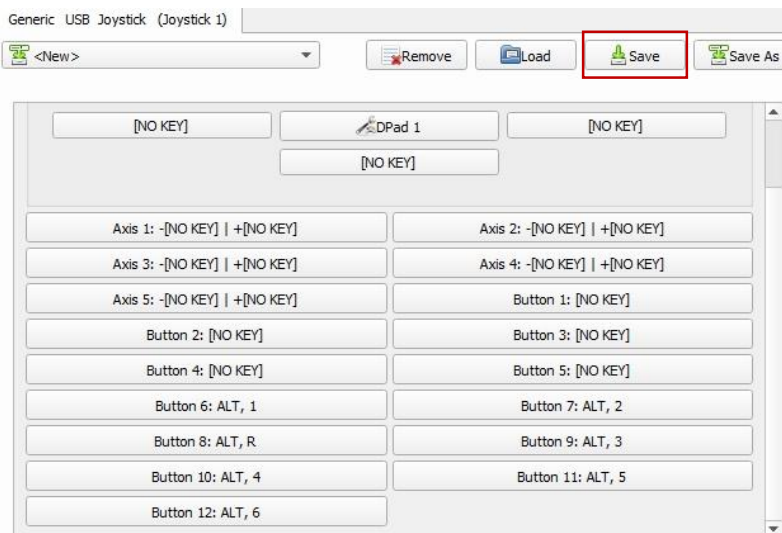 Generic USB Joystick (Joystick 1)
<New> Remove Load Save Save As
[NO KEY] DPad 1 [NO KEY]
[NO KEY]
Axis 1: -[NO KEY] | +[NO KEY] Axis 2: -[NO KEY] | +[NO KEY]
Axis 3: -[NO KEY] | +[NO KEY] Axis 4: -[NO KEY] | +[NO KEY]
Axis 5: -[NO KEY] | +[NO KEY] Button 1: [NO KEY]
Button 2: [NO KEY] Button 3: [NO KEY]
Button 4: [NO KEY] Button 5: [NO KEY]
Button 6: ALT, 1 Button 7: ALT, 2
Button 8: ALT, R Button 9: ALT, 3
Button 10: ALT, 4 Button 11: ALT, 5
Button 12: ALT, 6